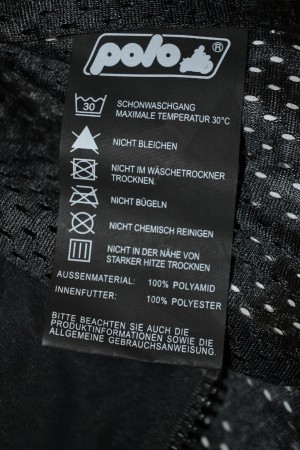 polo®
30
SCHONWASCHGANG
MAXIMALE TEMPERATUR 30°C
NICHT BLEICHEN
NICHT IM WÄSCHETROCKNER
TROCKNEN.
NICHT BÜGELN
NICHT CHEMISCH REINIGEN
NICHT IN DER NÄHE VON
STARKER HITZE TROCKNEN
AUSSENMATERIAL: 100% POLYAMID
INNENFUTTER: 100% POLYESTER
BITTE BEACHTEN SIE AUCH DIE
PRODUKTINFORMATIONEN SOWIE DIE
ALLGEMEINE GEBRAUCHSANWEISUNG.